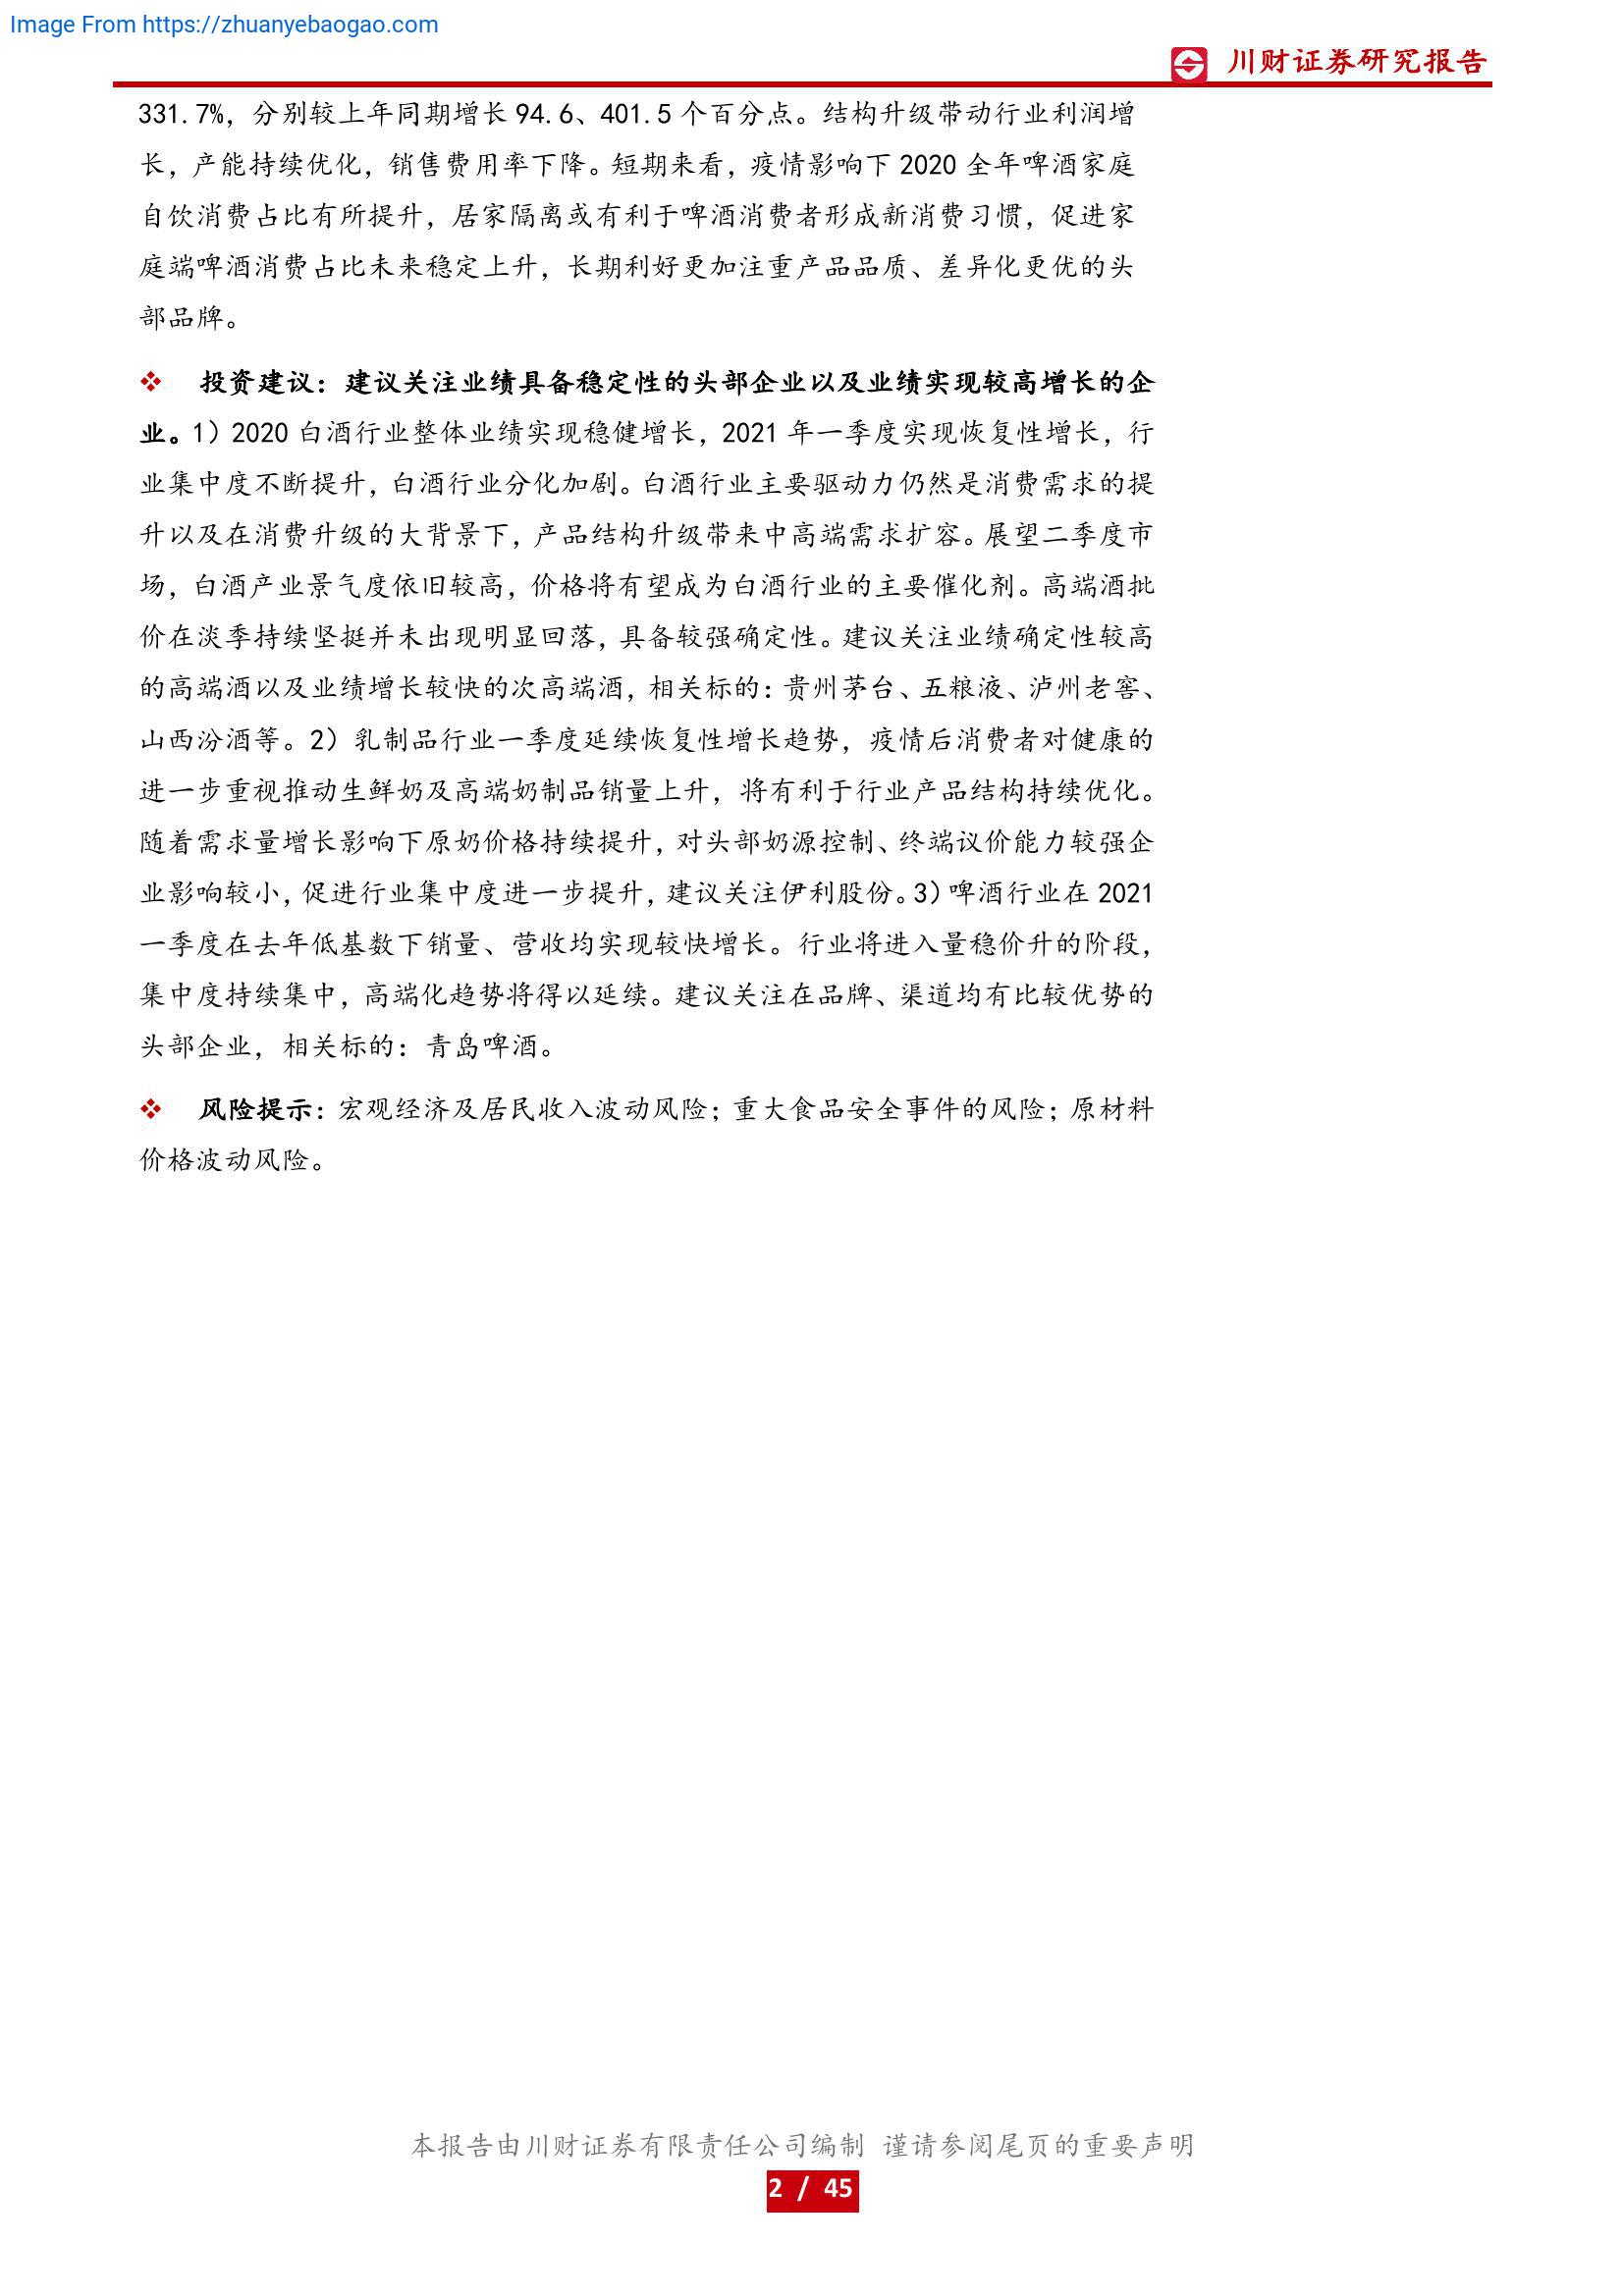 Image From https://zhuanyebaogao.com
川财证券研究报告
331.7%，分别较上年同期增长 94.6、401.5 个百分点。结构升级带动行业利润增
长，产能持续优化，销售费用率下降。短期来看，疫情影响下 2020 全年啤酒家庭
自饮消费占比有所提升，居家隔离或有利于啤酒消费者形成新消费习惯，促进家
庭端啤酒消费占比未来稳定上升，长期利好更加注重产品品质、差异化更优的头
部品牌。
❖ 投资建议：建议关注业绩具备稳定性的头部企业以及业绩实现较高增长的企
业。1）2020 白酒行业整体业绩实现稳健增长，2021 年一季度实现恢复性增长，行
业集中度不断提升，白酒行业分化加剧。白酒行业主要驱动力仍然是消费需求的提
升以及在消费升级的大背景下，产品结构升级带来中高端需求扩容。展望二季度市
场，白酒产业景气度依旧较高，价格将有望成为白酒行业的主要催化剂。高端酒批
价在淡季持续坚挺并未出现明显回落，具备较强确定性。建议关注业绩确定性较高
的高端酒以及业绩增长较快的次高端酒，相关标的：贵州茅台、五粮液、泸州老窖、
山西汾酒等。2）乳制品行业一季度延续恢复性增长趋势，疫情后消费者对健康的
进一步重视推动生鲜奶及高端奶制品销量上升，将有利于行业产品结构持续优化。
随着需求量增长影响下原奶价格持续提升，对头部奶源控制、终端议价能力较强企
业影响较小，促进行业集中度进一步提升，建议关注伊利股份。3）啤酒行业在 2021
一季度在去年低基数下销量、营收均实现较快增长。行业将进入量稳价升的阶段，
集中度持续集中，高端化趋势将得以延续。建议关注在品牌、渠道均有比较优势的
头部企业，相关标的：青岛啤酒。
❖ 风险提示：宏观经济及居民收入波动风险；重大食品安全事件的风险；原材料
价格波动风险。
本报告由川财证券有限责任公司编制 谨请参阅尾页的重要声明
2 / 45